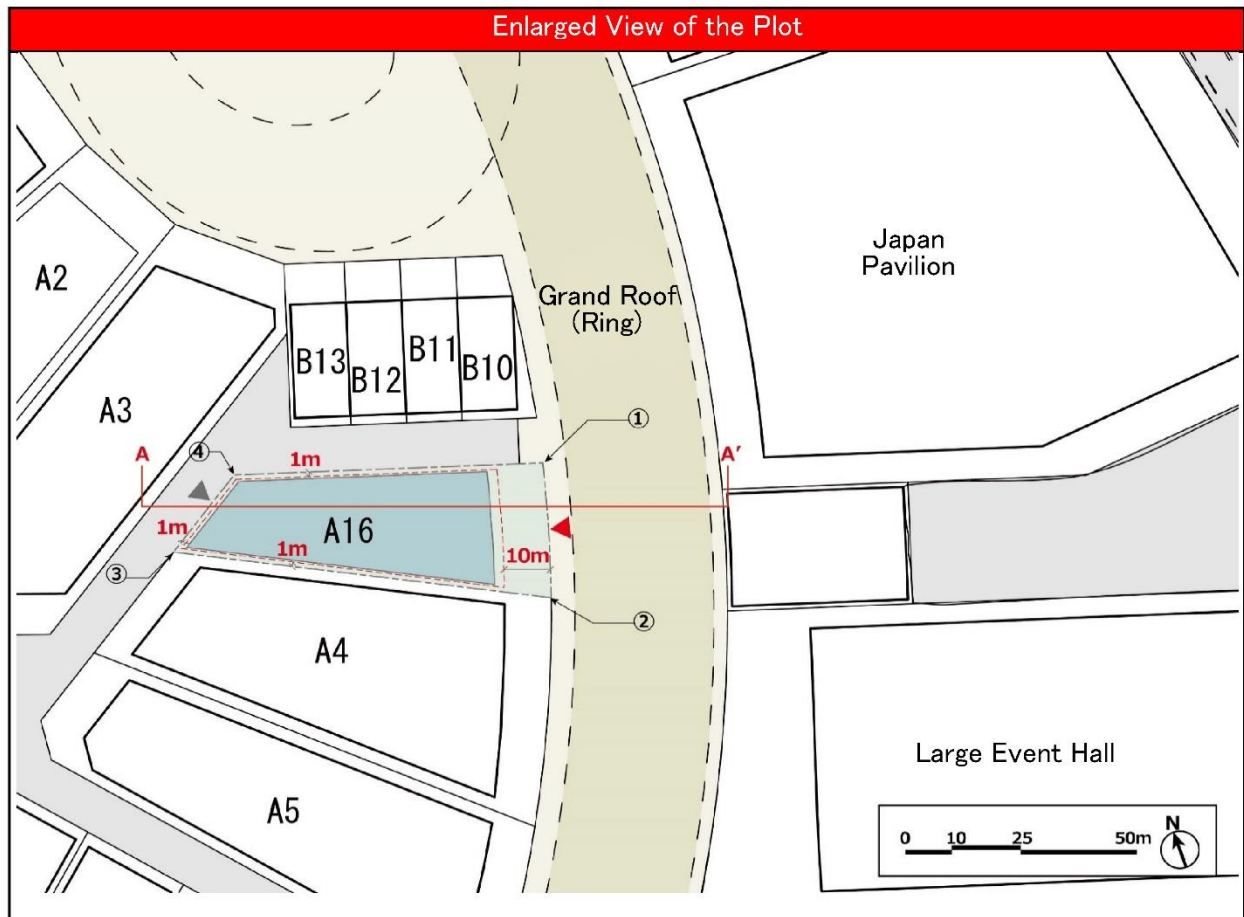 Enlarged View of the Plot
Japan
Pavilion
A2
Grand Roof
(Ring)
B13
B12
B11
B10
A3
①
④
A
1m
A′
1m
A16
1m
10m
③
②
A4
A5
Large Event Hall
0
10
25
50m
N